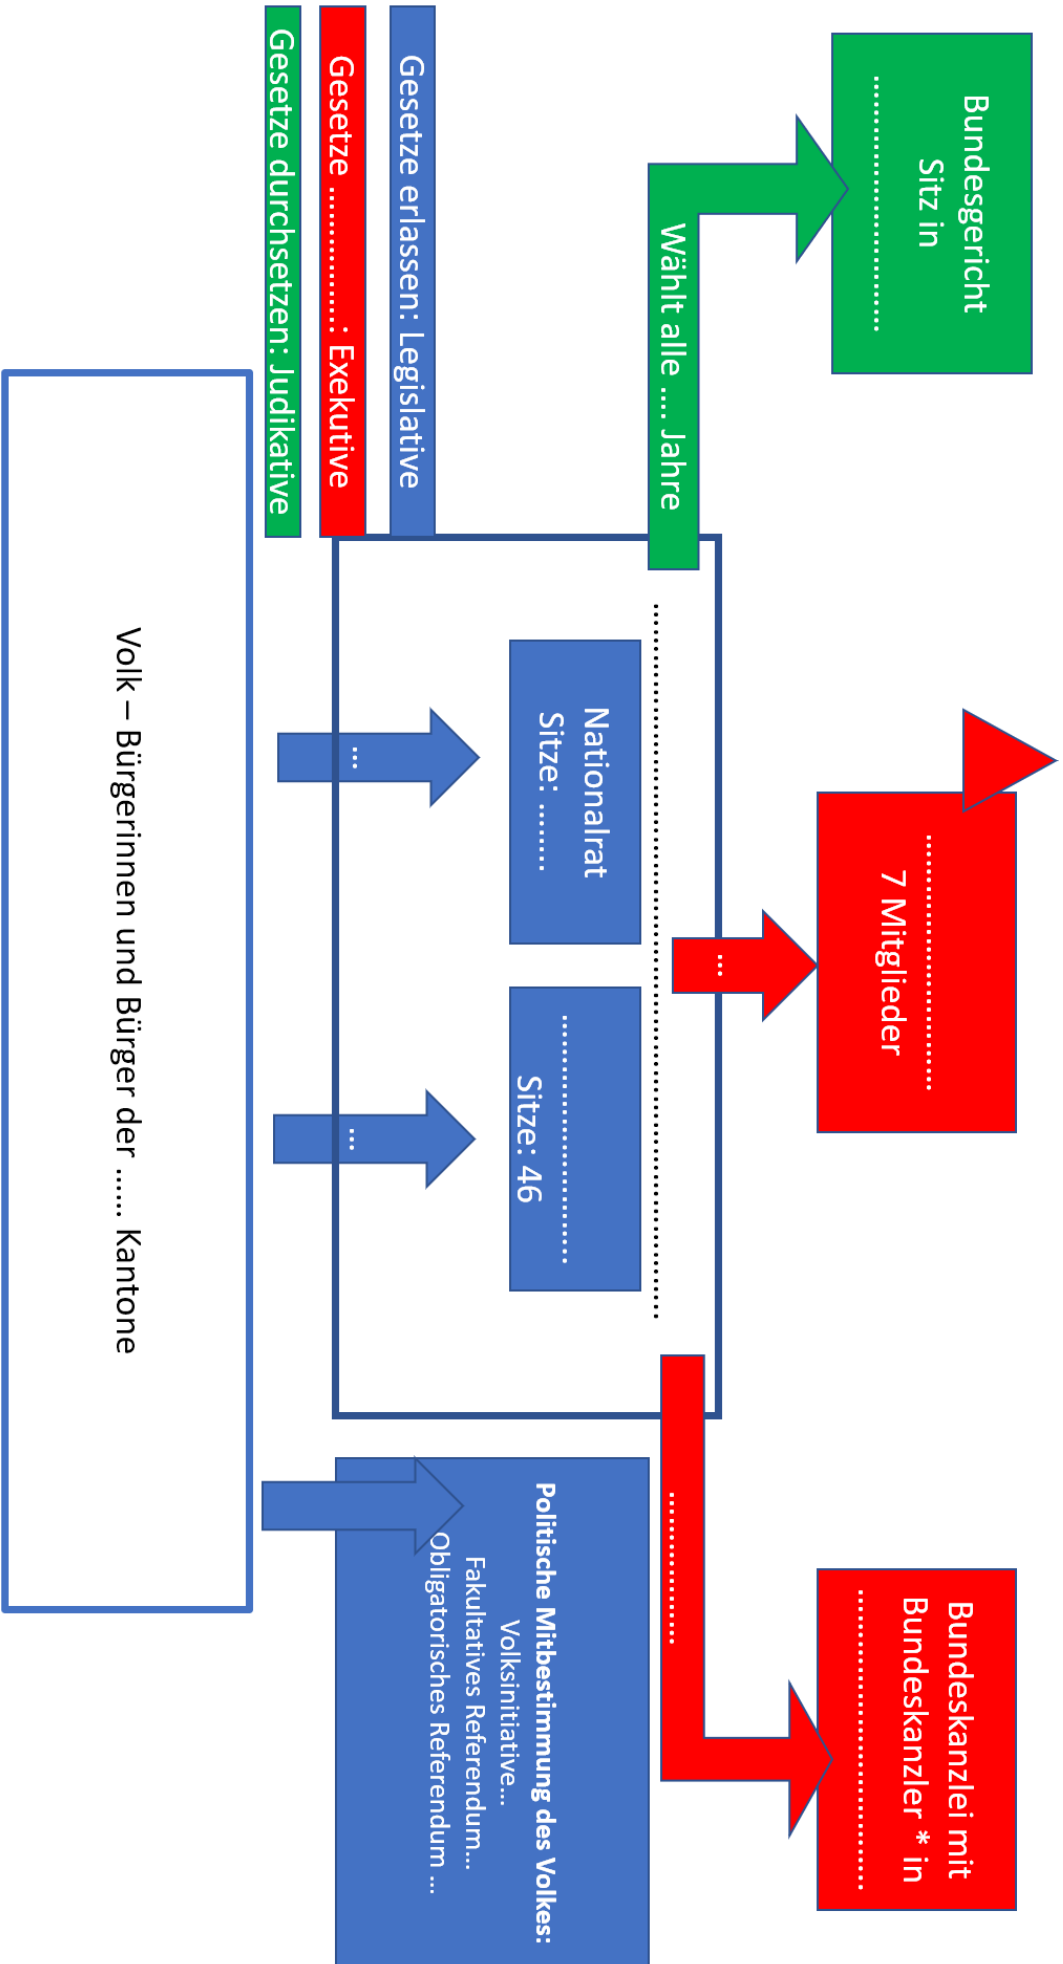 Bundesgericht
Sitz in
................................
................................
7 Mitglieder
Bundeskanzlei mit
Bundeskanzler * in
......................................
Wählt alle .... Jahre
...
...................
..........................................................................................
Nationalrat
Sitze: ........
................................
Sitze: 46
Gesetze erlassen: Legislative
Gesetze ................: Exekutive
Gesetze durchsetzen: Judikative
...
...
Politische Mitbestimmung des Volkes:
Volksinitiative...
Fakultatives Referendum...
Obligatorisches Referendum ...
Volk – Bürgerinnen und Bürger der ...... Kantone